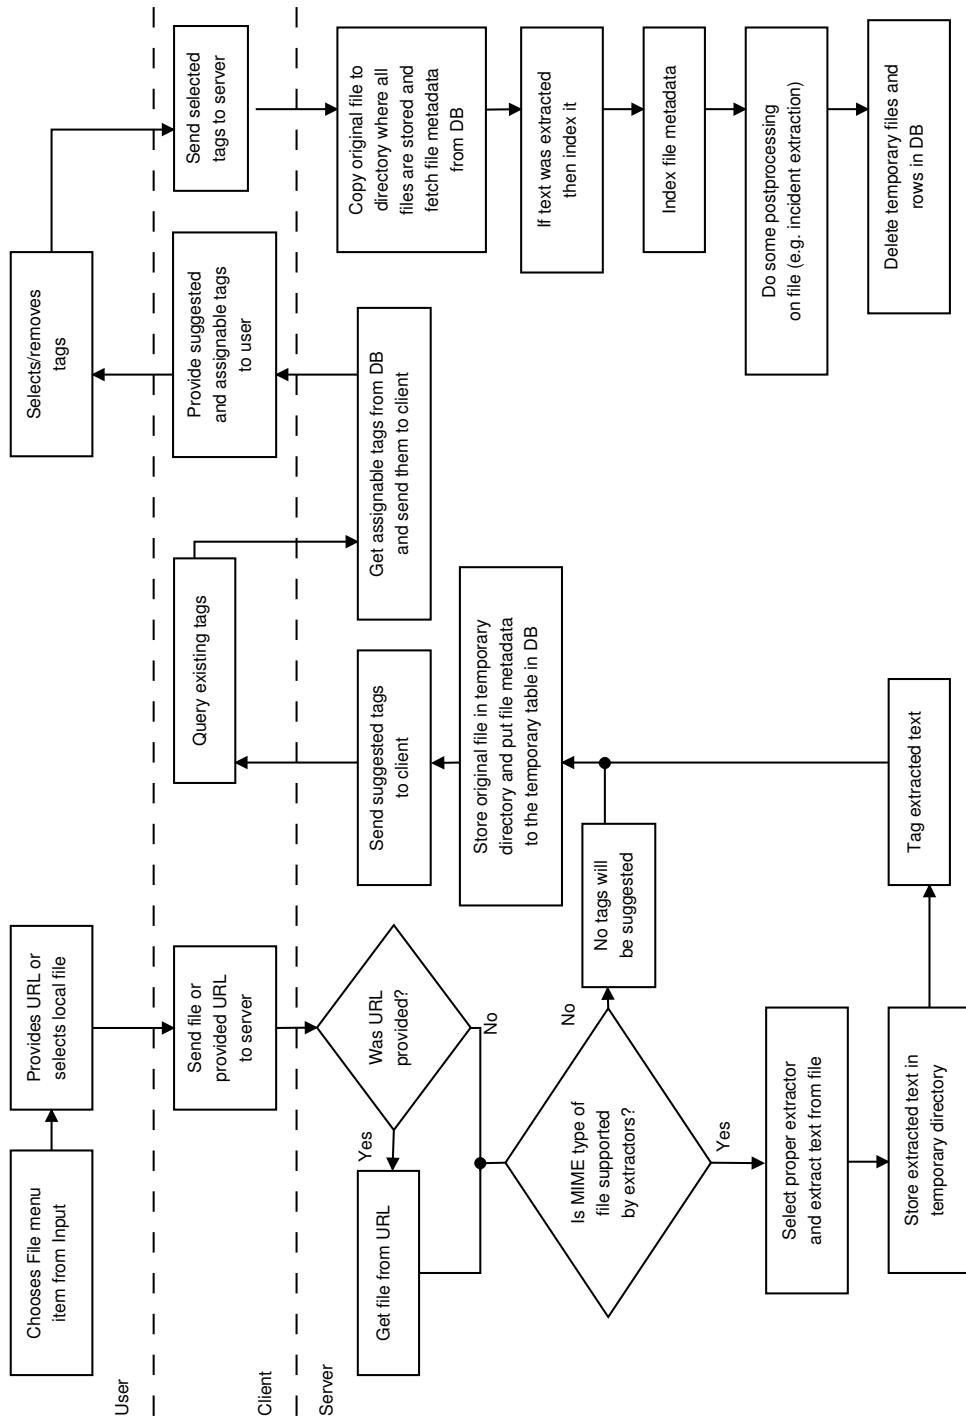 User
Chooses File menu
item from Input
Provides URL or
selects local file
Selects/removes
tags
Client
Send file or
provided URL
to server
Query existing tags
Provide suggested
and assignable tags
to user
Send selected
tags to server
Server
Get file from URL
Yes
Was URL
provided?
No
Is MIME type of
file supported
by extractors?
No
Yes
No tags will
be suggested
Select proper extractor
and extract text from file
Store extracted text in
temporary directory
Tag extracted text
Store original file in temporary
directory and put file metadata
to the temporary table in DB
Send suggested tags
to client
Get assignable tags from DB
and send them to client
Copy original file to
directory where all
files are stored and
fetch file metadata
from DB
If text was extracted
then index it
Index file metadata
Do some postprocessing
on file (e.g. incident extraction)
Delete temporary files and
rows in DB